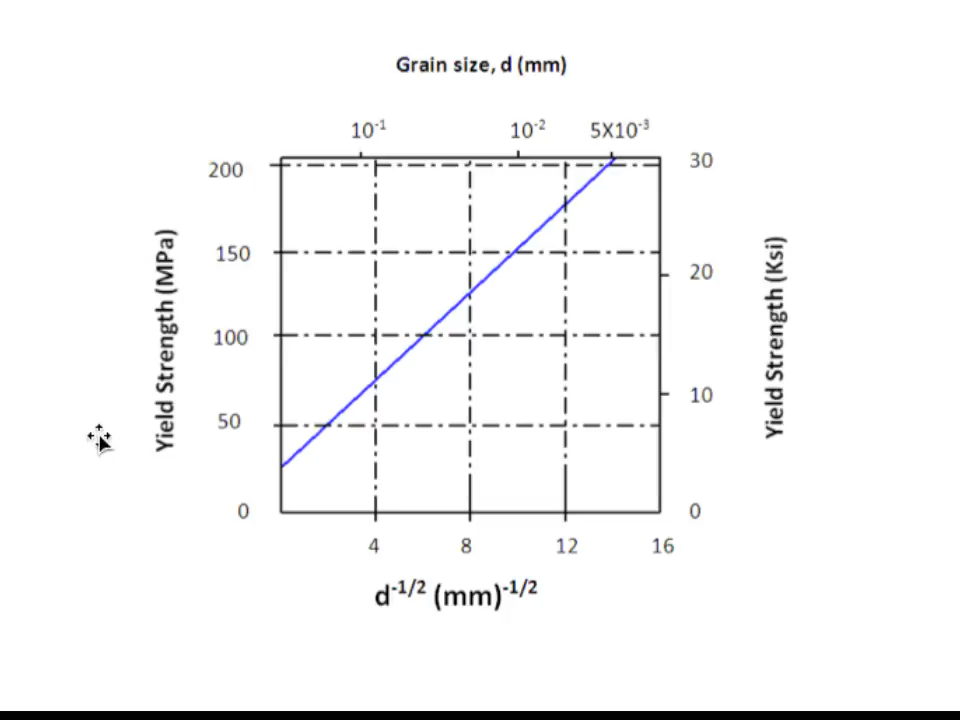 Grain size, d (mm)
10-1 10-2 5X10-3
200 30
150 20
100 10
50
0 0
Yield Strength (MPa)
Yield Strength (Ksi)
4 8 12 16
d-1/2 (mm)-1/2